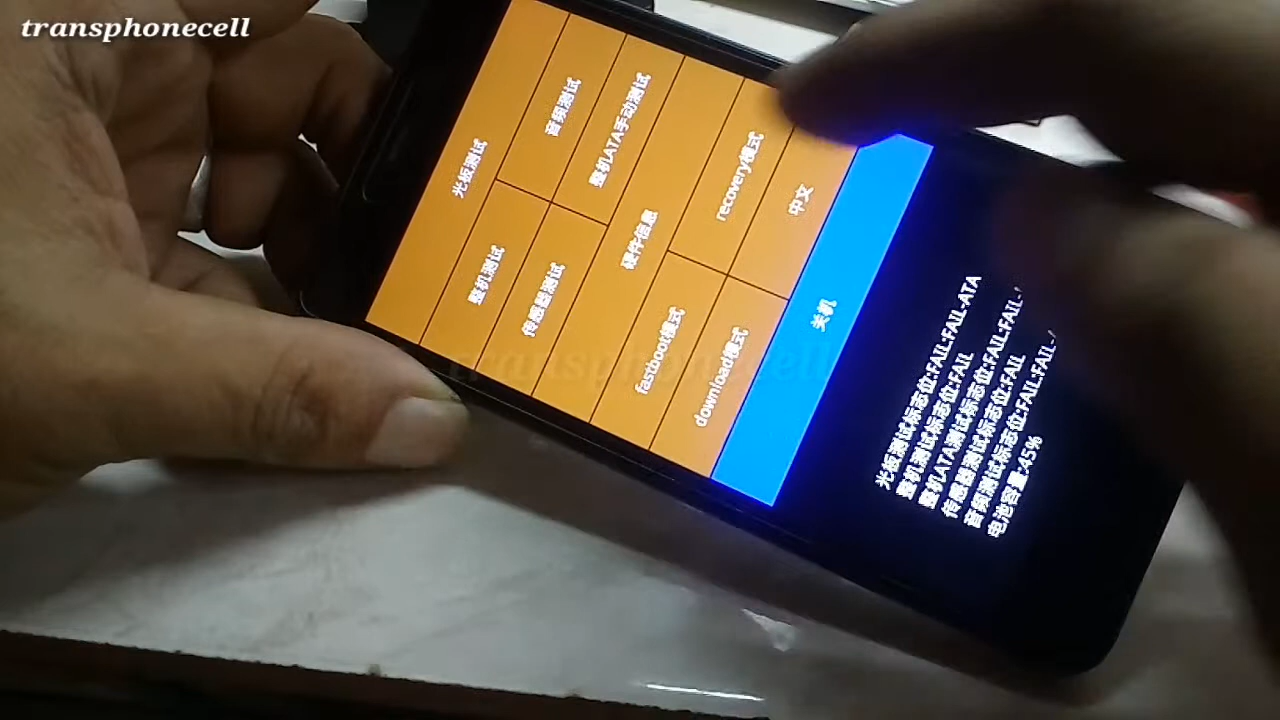 transphonecell
光板测试
整机测试
音频测试
传感器测试
整机ATA手动测试
硬件信息
fastboot模式
recovery模式
download模式
中文
关机
光板测试标志位:FAIL:FAIL-ATA
整机测试标志位:FAIL
整机ATA测试标志位:FAIL:FAIL-
传感器测试标志位:FAIL
音频测试标志位:FAIL:FAIL-
电池容量:45%
transphonecell